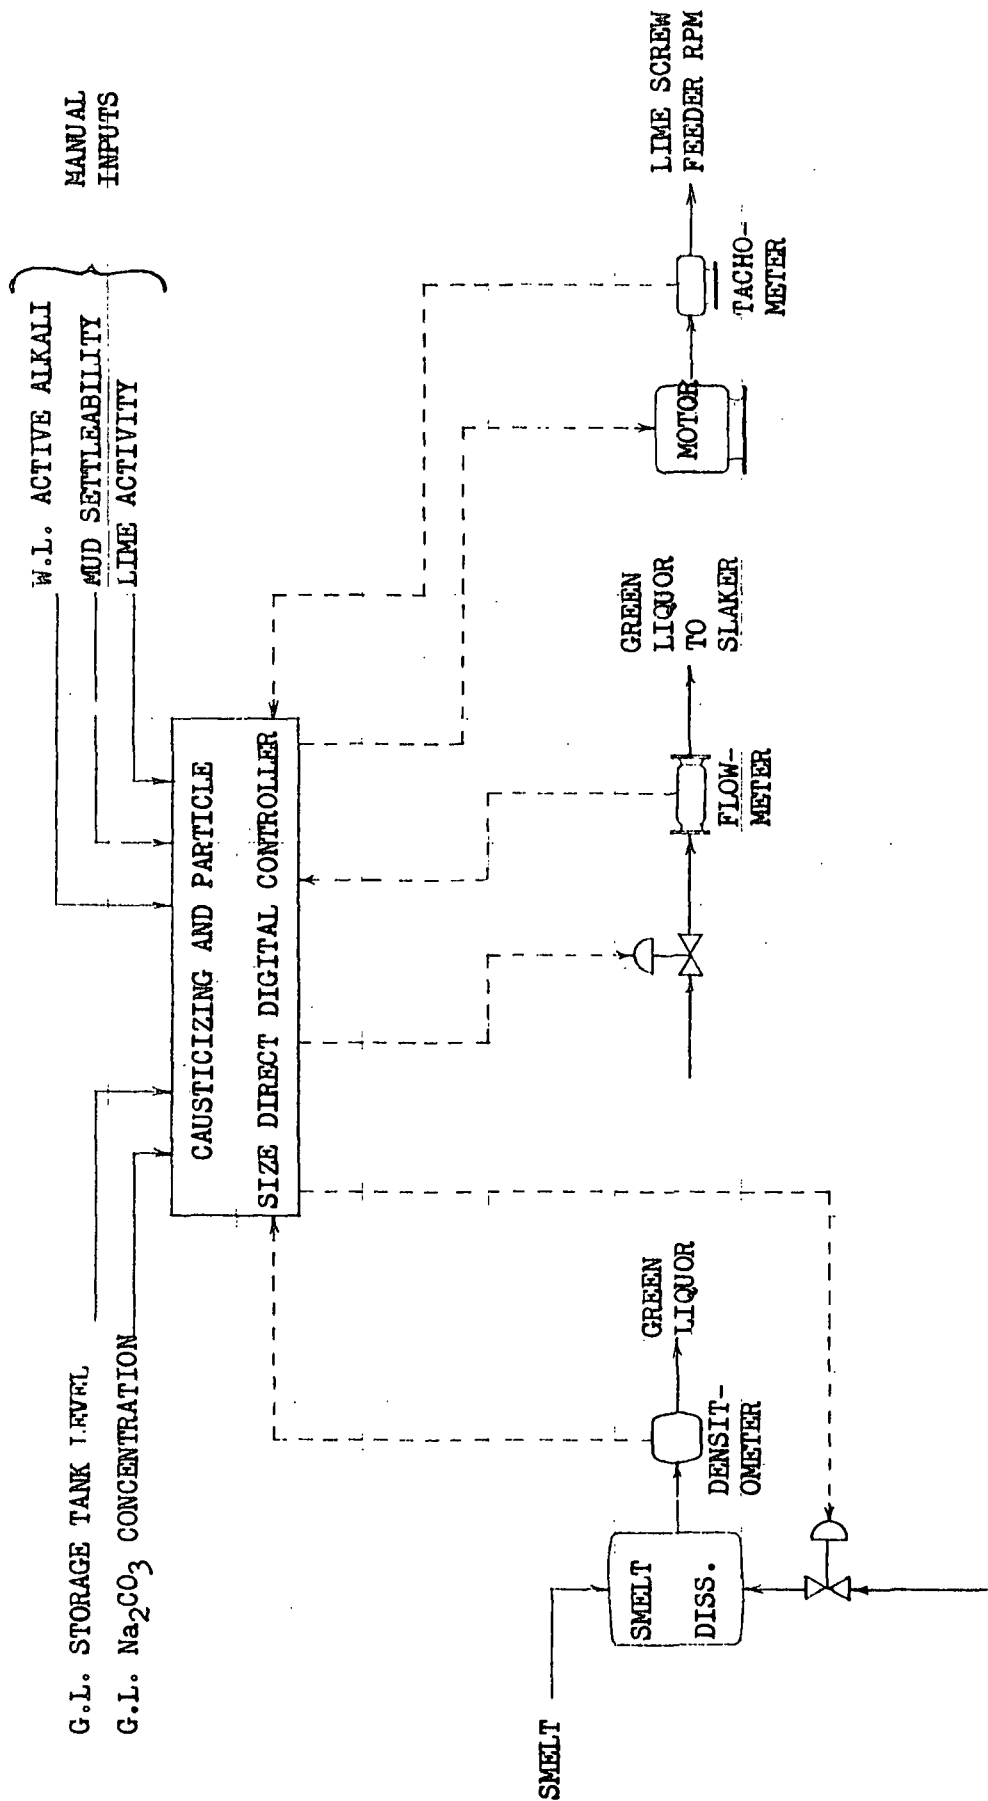 G.L. STORAGE TANK LEVEL
G.L. Na₂CO₃ CONCENTRATION
W.L. ACTIVE ALKALI
MUD SETTLEABILITY
LIME ACTIVITY
MANUAL
INPUTS
CAUSTICIZING AND PARTICLE
SIZE DIRECT DIGITAL CONTROLLER
SMELT
SMELT
DISS.
DENSIT-
OMETER
GREEN
LIQUOR
FLOW-
METER
GREEN
LIQUOR
TO
SLAKER
MOTOR
TACHO-
METER
LIME SCREW
FEEDER RPM